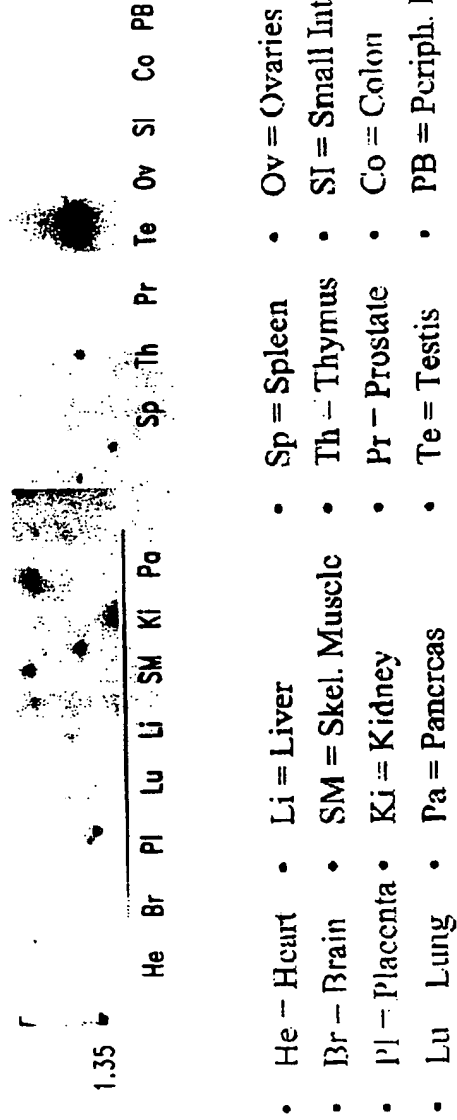 1.35
He Br Pl Lu Li SM Ki Pa Sp Th Pr Te Ov SI Co PB
• He – Heart • Li = Liver • Sp = Spleen • Ov = Ovaries
• Br – Brain • SM = Skel. Muscle • Th – Thymus • SI = Small Int
• Pl – Placenta • Ki = Kidney • Pr – Prostate • Co = Colon
• Lu Lung • Pa = Pancreas • Te = Testis • PB = Periph.